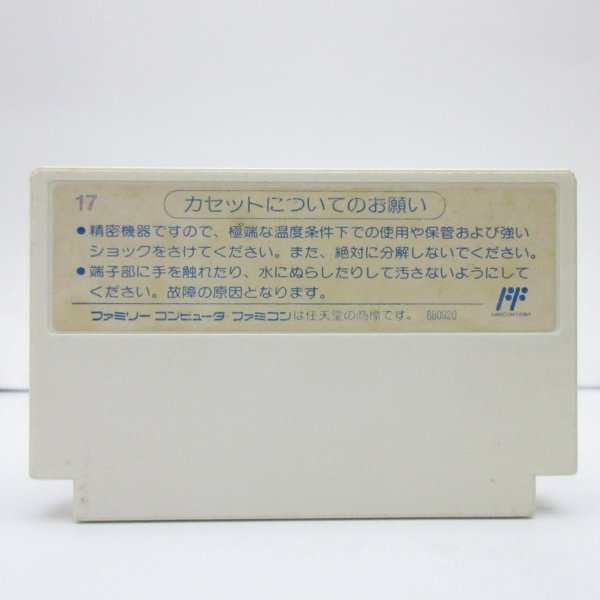 17
カセットについてのお願い
●精密機器ですので、極端な温度条件下での使用や保管および強い
ショックをさけてください。また、絶対に分解しないでください。
●端子部に手を触れたり、水にぬらしたりして汚さないようにして
ください。故障の原因となります。
ファミリーコンピュータ・ファミコンは任天堂の商標です。 880920
FF
FAMICOM FAMILY